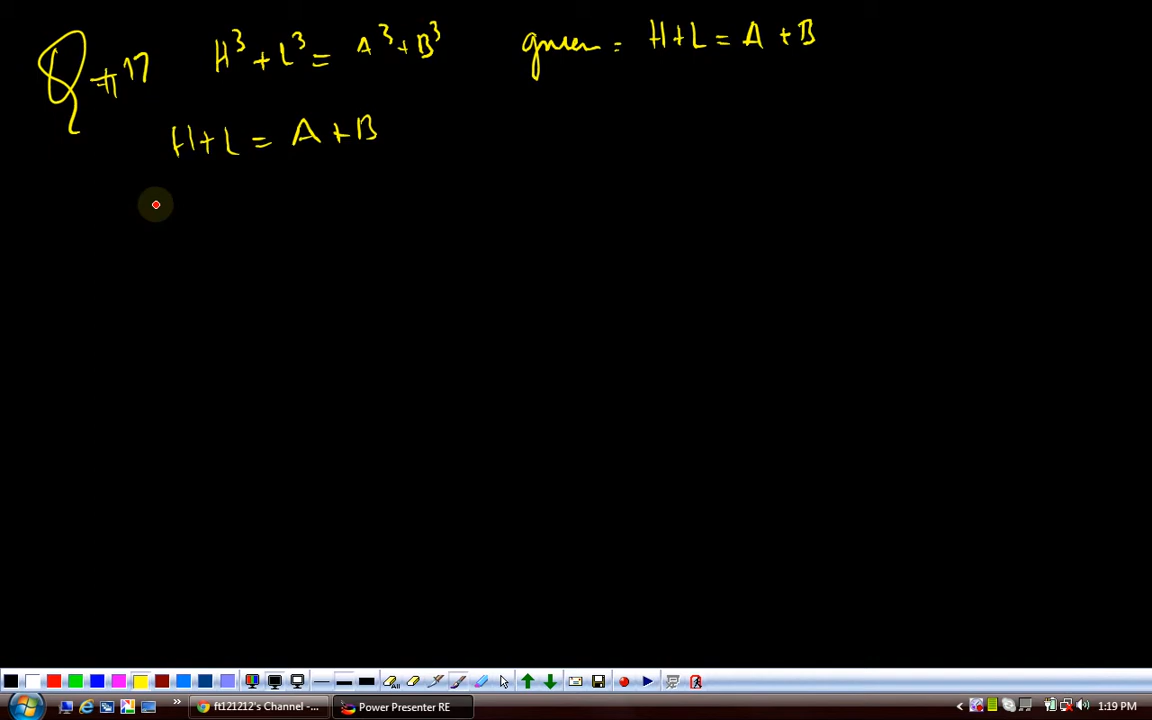 Q#17 H³+L³=A³+B³ given = H+L=A+B
H+L=A+B
ft121212's Channel -... Power Presenter RE 1:19 PM